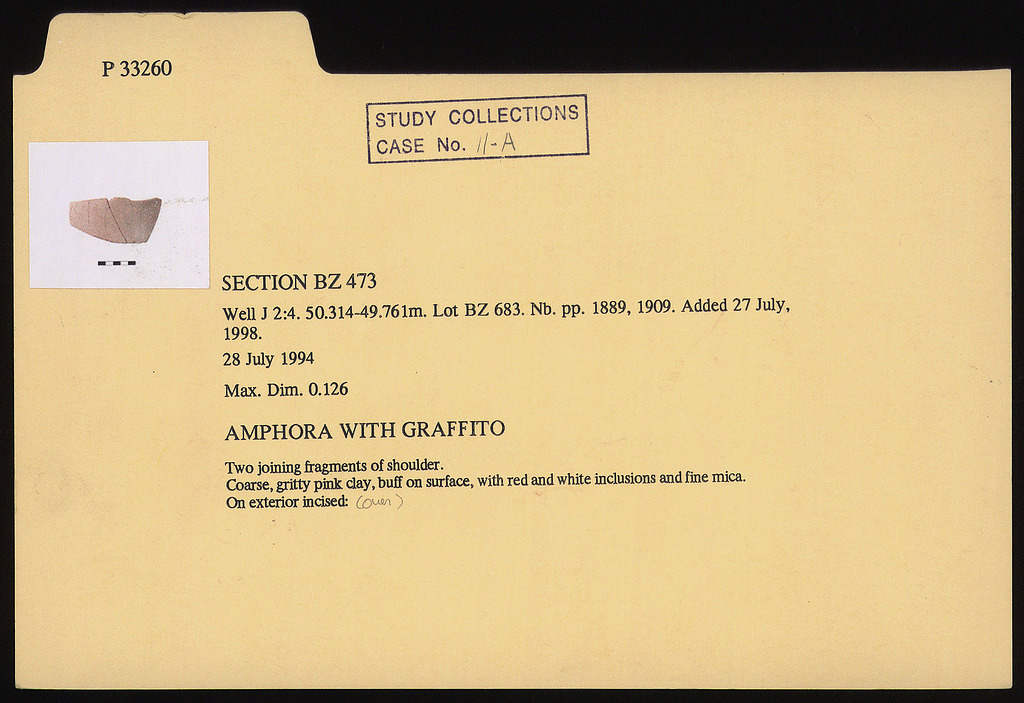 P 33260
STUDY COLLECTIONS
CASE No. 11-A
SECTION BZ 473
Well J 2:4. 50.314-49.761m. Lot BZ 683. Nb. pp. 1889, 1909. Added 27 July,
1998.
28 July 1994
Max. Dim. 0.126
AMPHORA WITH GRAFFITO
Two joining fragments of shoulder.
Coarse, gritty pink clay, buff on surface, with red and white inclusions and fine mica.
On exterior incised: (over)